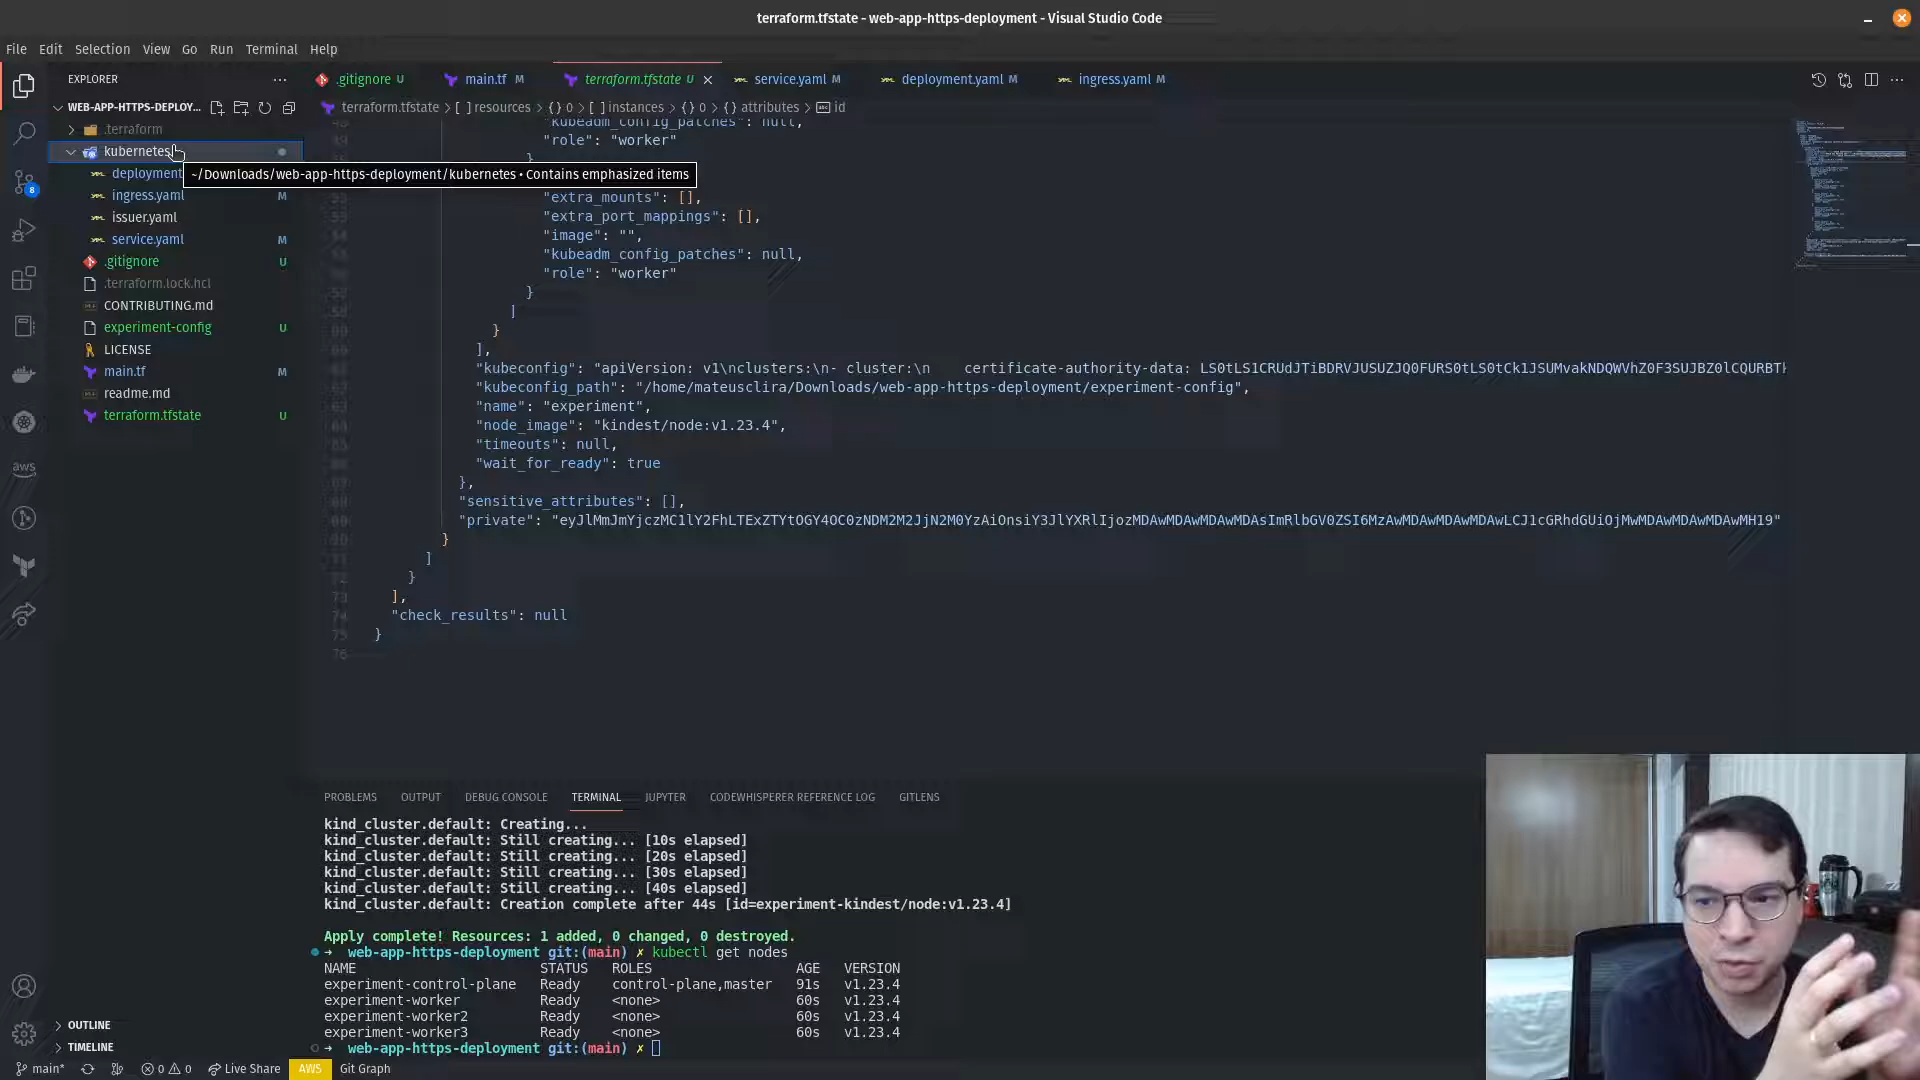 terraform.tfstate - web-app-https-deployment - Visual Studio Code
File Edit Selection View Go Run Terminal Help
EXPLORER
.gitignore U
main.tf M
terraform.tfstate U
service.yaml M
deployment.yaml M
ingress.yaml M
WEB-APP-HTTPS-DEPLOY...
terraform.tfstate > [ ] resources > { } 0 > [ ] instances > { } 0 > { } attributes > id
.terraform
kubernetes
deployment
~/Downloads/web-app-https-deployment/kubernetes • Contains emphasized items
ingress.yaml M
issuer.yaml
service.yaml M
.gitignore U
.terraform.lock.hcl
CONTRIBUTING.md
experiment-config U
LICENSE
main.tf M
readme.md
terraform.tfstate U
"kubeadm_config_patches": null,
"role": "worker"
}
"extra_mounts": [],
"extra_port_mappings": [],
"image": "",
"kubeadm_config_patches": null,
"role": "worker"
}
]
}
],
"kubeconfig": "apiVersion: v1\nclusters:\n- cluster:\n    certificate-authority-data:
"kubeconfig_path": "/home/mateusclira/Downloads/web-app-https-deployment/experiment-config",
"name": "experiment",
"node_image": "kindest/node:v1.23.4",
"timeouts": null,
"wait_for_ready": true
},
"sensitive_attributes": [],
"private":
}
]
}
],
74 "check_results": null
75 }
76
PROBLEMS OUTPUT DEBUG CONSOLE TERMINAL JUPYTER CODEWHISPERER REFERENCE LOG GITLENS
kind_cluster.default: Creating...
kind_cluster.default: Still creating... [10s elapsed]
kind_cluster.default: Still creating... [20s elapsed]
kind_cluster.default: Still creating... [30s elapsed]
kind_cluster.default: Still creating... [40s elapsed]
kind_cluster.default: Creation complete after 44s [id=experiment-kindest/node:v1.23.4]
Apply complete! Resources: 1 added, 0 changed, 0 destroyed.
→ web-app-https-deployment git:(main) ✗ kubectl get nodes
NAME STATUS ROLES AGE VERSION
experiment-control-plane Ready control-plane,master 91s v1.23.4
experiment-worker Ready <none> 60s v1.23.4
experiment-worker2 Ready <none> 60s v1.23.4
experiment-worker3 Ready <none> 60s v1.23.4
→ web-app-https-deployment git:(main) ✗
8
aws
OUTLINE
TIMELINE
main* 0 0 Live Share AWS Git Graph